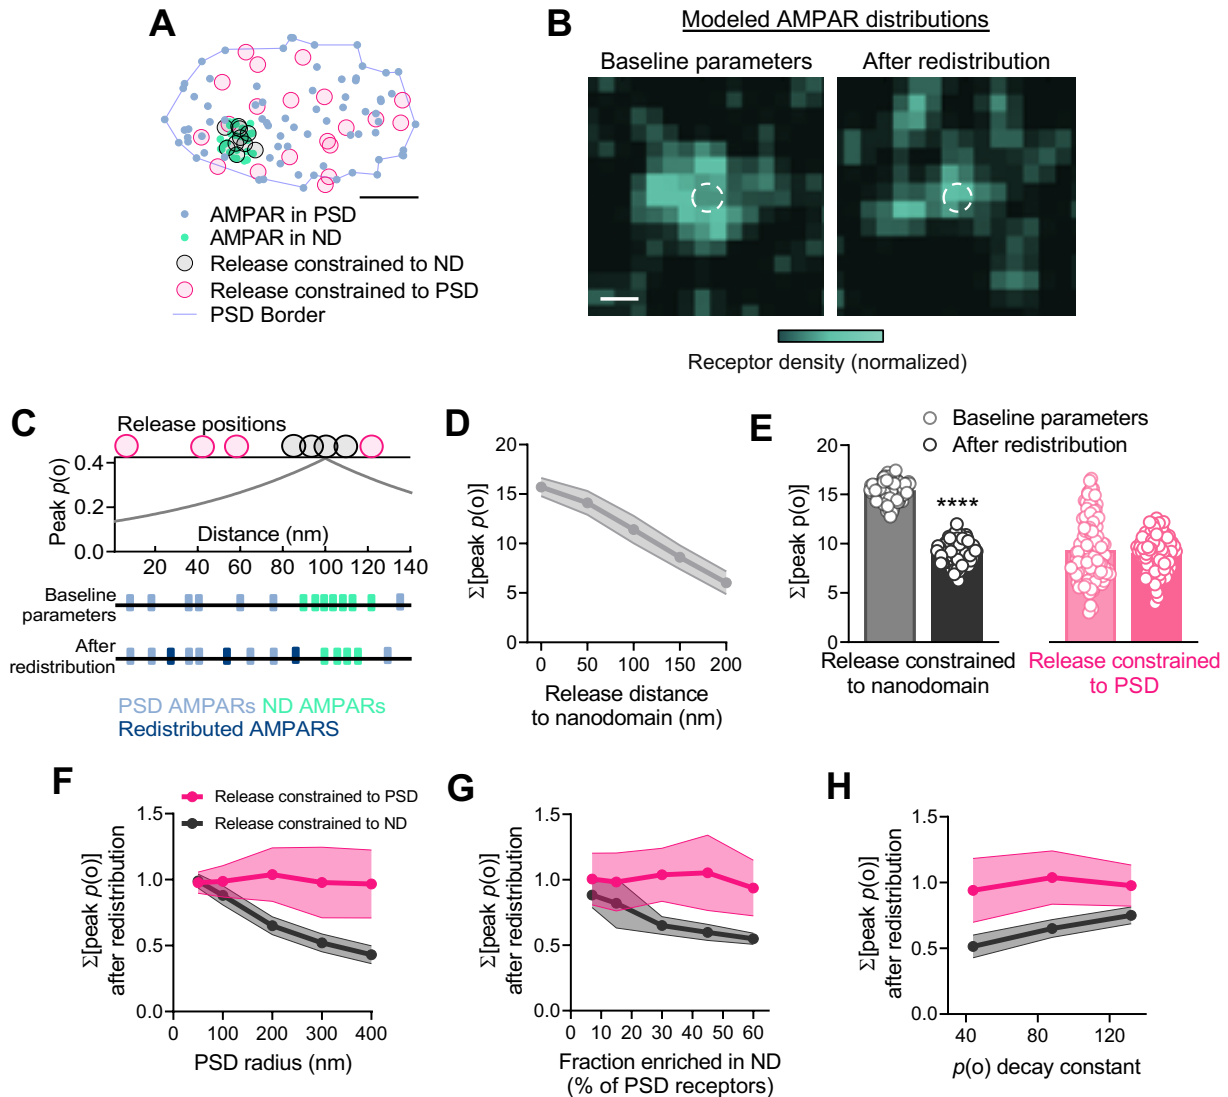 A
AMPAR in PSD
AMPAR in ND
Release constrained to ND
Release constrained to PSD
PSD Border
B
Modeled AMPAR distributions
Baseline parameters
After redistribution
Receptor density (normalized)
C
Release positions
Peak p(o)
0.4
0.2
0.0
Distance (nm)
20 40 60 80 100 120 140
Baseline
parameters
After
redistribution
PSD AMPARs ND AMPARs
Redistributed AMPARS
D
Σ[peak p(o)]
20
15
10
5
0
0 50 100 150 200
Release distance
to nanodomain (nm)
E
Baseline parameters
After redistribution
Σ[peak p(o)]
20
15
10
5
0
****
Release constrained
to nanodomain
Release constrained
to PSD
F
Release constrained to PSD
Release constrained to ND
Σ[peak p(o)]
after redistribution
1.5
1.0
0.5
0.0
0 100 200 300 400
PSD radius (nm)
G
Σ[peak p(o)]
after redistribution
1.5
1.0
0.5
0.0
0 10 20 30 40 50 60
Fraction enriched in ND
(% of PSD receptors)
H
Σ[peak p(o)]
after redistribution
1.5
1.0
0.5
0.0
40 80 120
p(o) decay constant